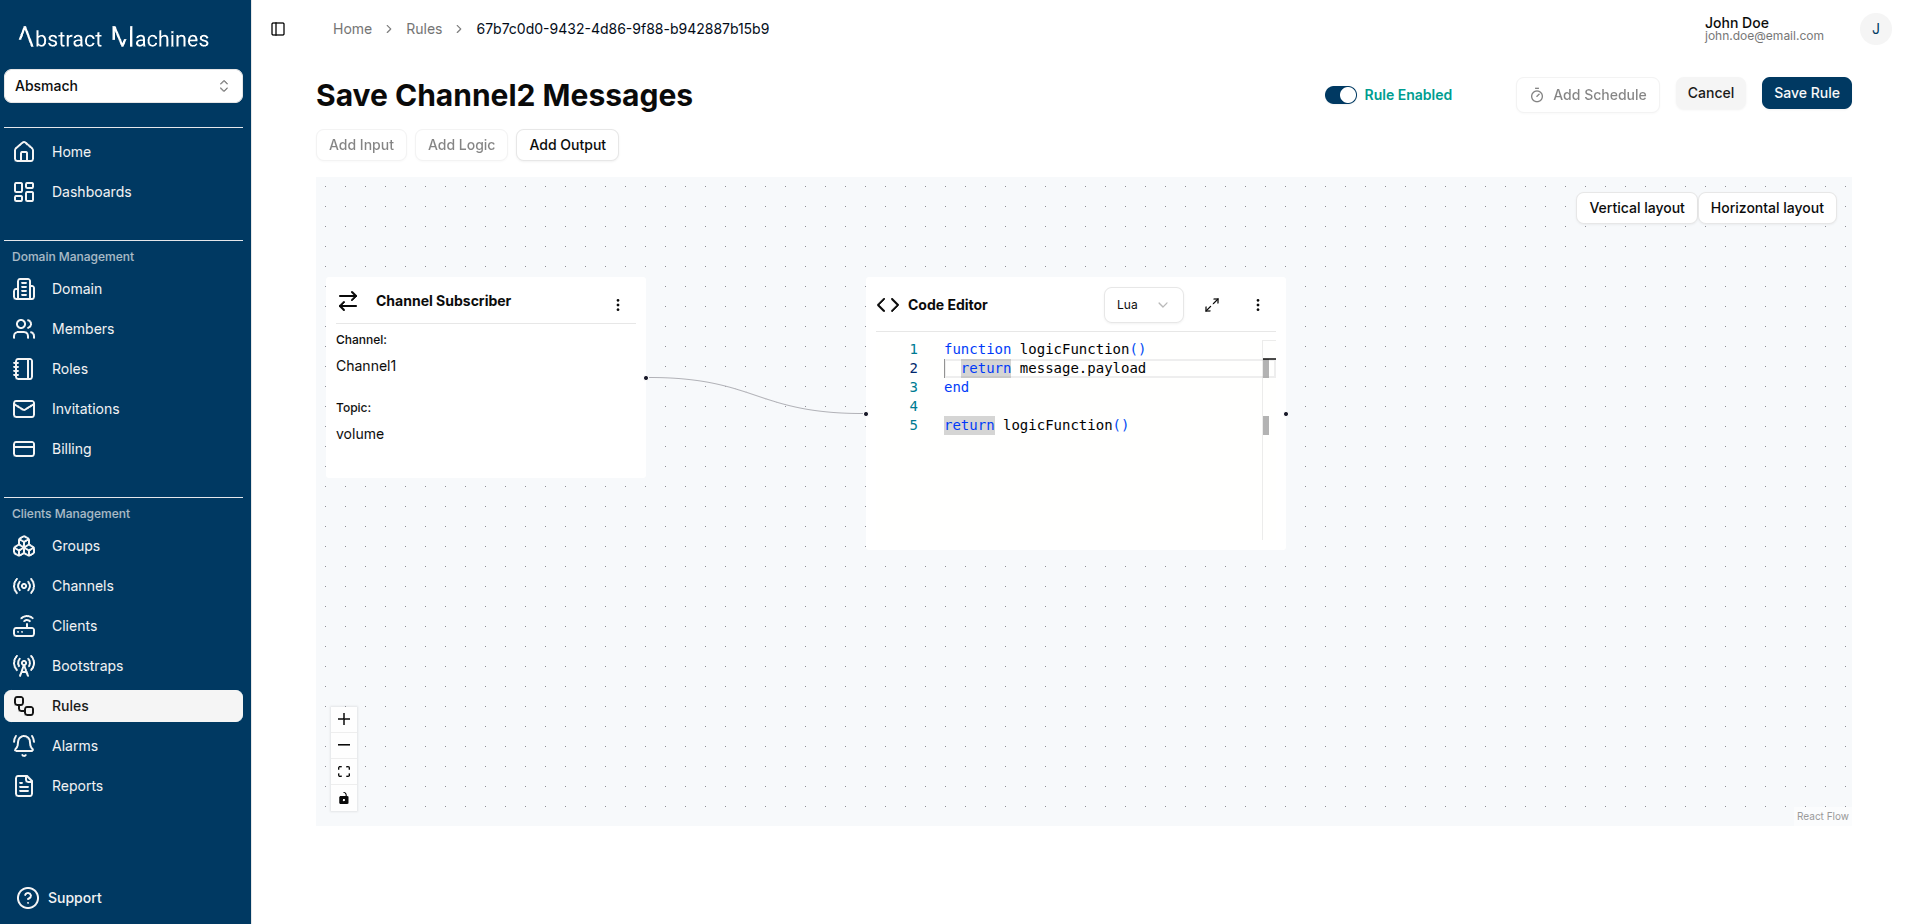 Abstract Machines
Absmach
Home
Dashboards
Domain Management
Domain
Members
Roles
Invitations
Billing
Clients Management
Groups
Channels
Clients
Bootstraps
Rules
Alarms
Reports
Support
Home > Rules > 67b7c0d0-9432-4d86-9f88-b942887b15b9
John Doe
john.doe@email.com
J
Save Channel2 Messages
Rule Enabled
Add Schedule
Cancel
Save Rule
Add Input
Add Logic
Add Output
Vertical layout
Horizontal layout
Channel Subscriber
Channel:
Channel1
Topic:
volume
Code Editor
Lua
1 function logicFunction()
2 return message.payload
3 end
4
5 return logicFunction()
React Flow